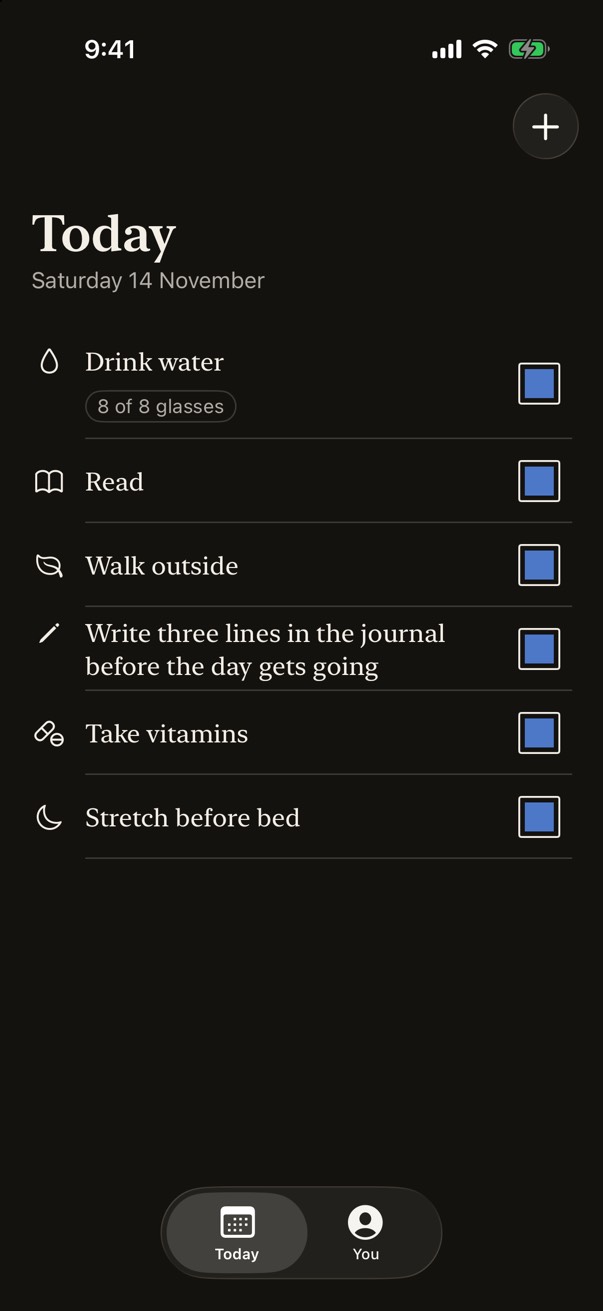 9:41
Today
Saturday 14 November
Drink water
8 of 8 glasses
Read
Walk outside
Write three lines in the journal
before the day gets going
Take vitamins
Stretch before bed
Today
You